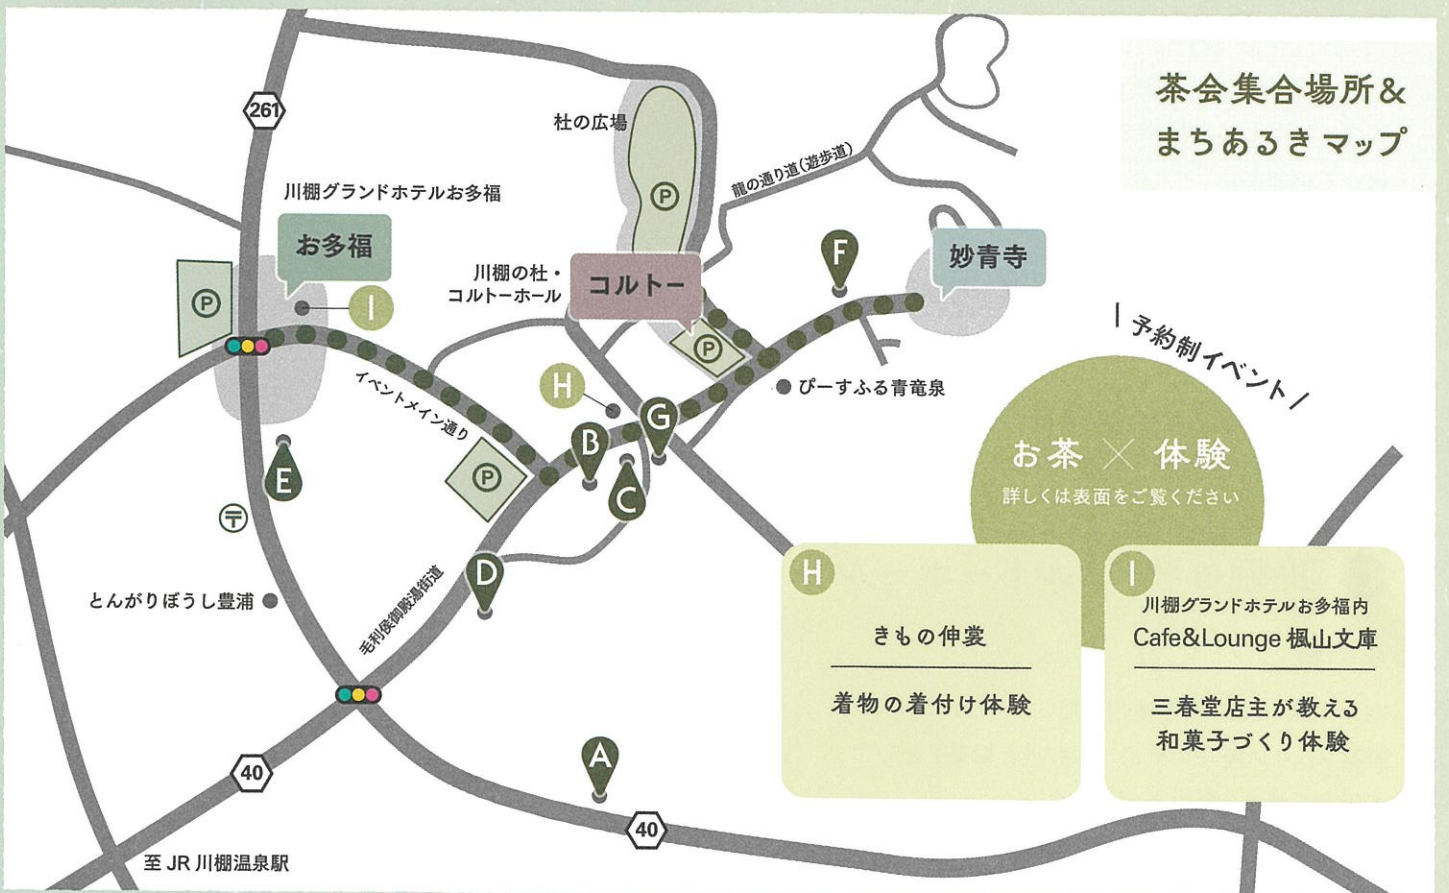 茶会集合場所&
まちあるき マップ
261
杜の広場
P
龍の通り道(遊歩道)
川棚グランドホテルお多福
お多福
P
I
川棚の杜・
コルトーホール
コルトー
P
F
妙青寺
予約制イベント
イベントメイン通り
H
ぴーすふる青竜泉
G
B
C
P
E
〒
D
とんがりぼうし豊浦
毛利侯御殿湯街道
A
40
40
至 JR 川棚温泉駅
お茶 × 体験
詳しくは表面をご覧ください
H
きもの伸裳
着物の着付け体験
I
川棚グランドホテルお多福内
Cafe&Lounge 楓山文庫
三春堂店主が教える
和菓子づくり体験